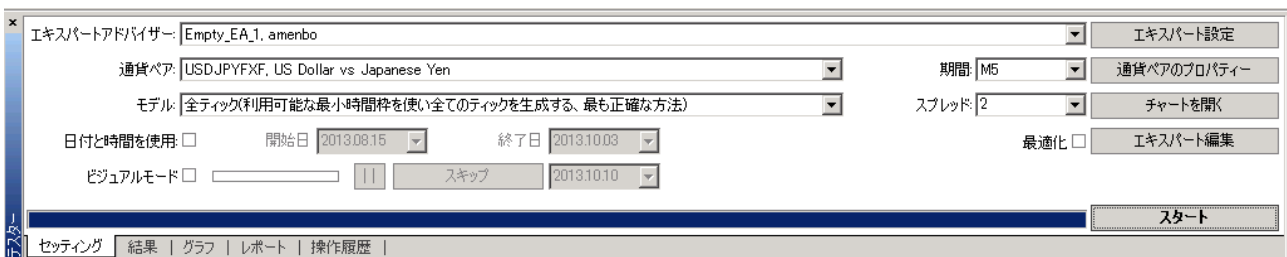 エキスパートアドバイザー: Empty_EA_1, amenbo エキスパート設定
通貨ペア: USDJPYFXF, US Dollar vs Japanese Yen 期間: M5 通貨ペアのプロパティー
モデル: 全ティック(利用可能な最小時間枠を使い全てのティックを生成する、最も正確な方法) スプレッド: 2 チャートを開く
日付と時間を使用: 開始日 2013.08.15 終了日 2013.10.03 最適化 エキスパート編集
ビジュアルモード スキップ 2013.10.10
スタート
セッティング | 結果 | グラフ | レポート | 操作履歴 |